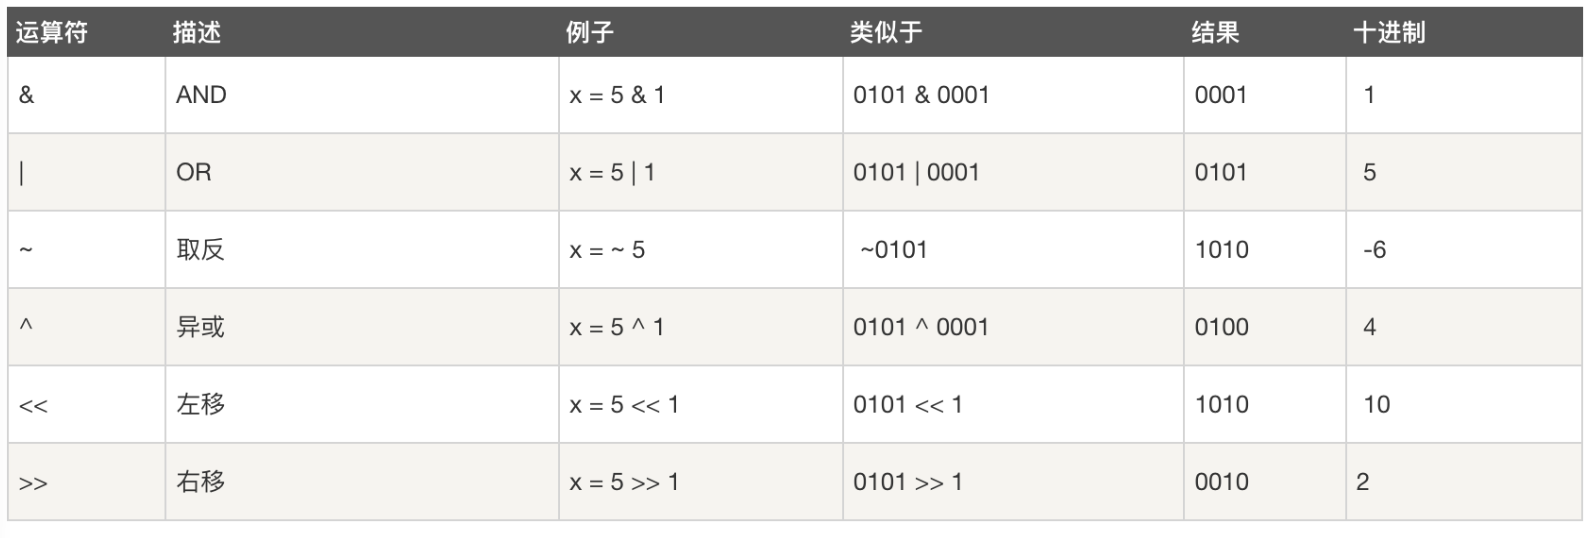 运算符 描述 例子 类似于 结果 十进制
& AND x = 5 & 1 0101 & 0001 0001 1
| OR x = 5 | 1 0101 | 0001 0101 5
~ 取反 x = ~ 5 ~0101 1010 -6
^ 异或 x = 5 ^ 1 0101 ^ 0001 0100 4
<< 左移 x = 5 << 1 0101 << 1 1010 10
>> 右移 x = 5 >> 1 0101 >> 1 0010 2